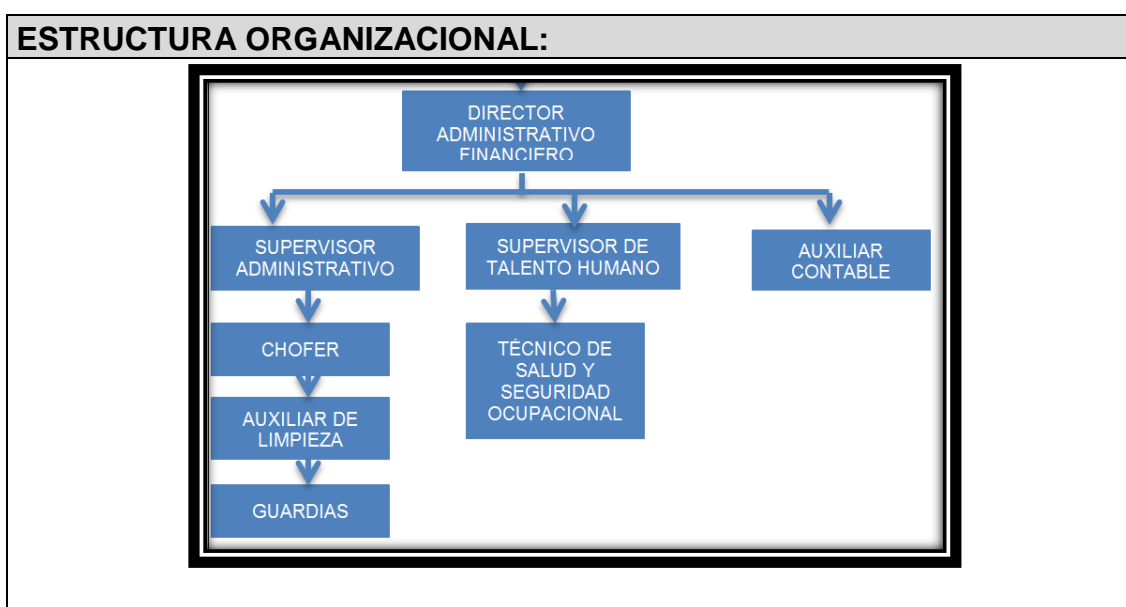 ESTRUCTURA ORGANIZACIONAL:
DIRECTOR
ADMINISTRATIVO
FINANCIERO
SUPERVISOR
ADMINISTRATIVO
SUPERVISOR DE
TALENTO HUMANO
AUXILIAR
CONTABLE
CHOFER
TÉCNICO DE
SALUD Y
SEGURIDAD
OCUPACIONAL
AUXILIAR DE
LIMPIEZA
GUARDIAS